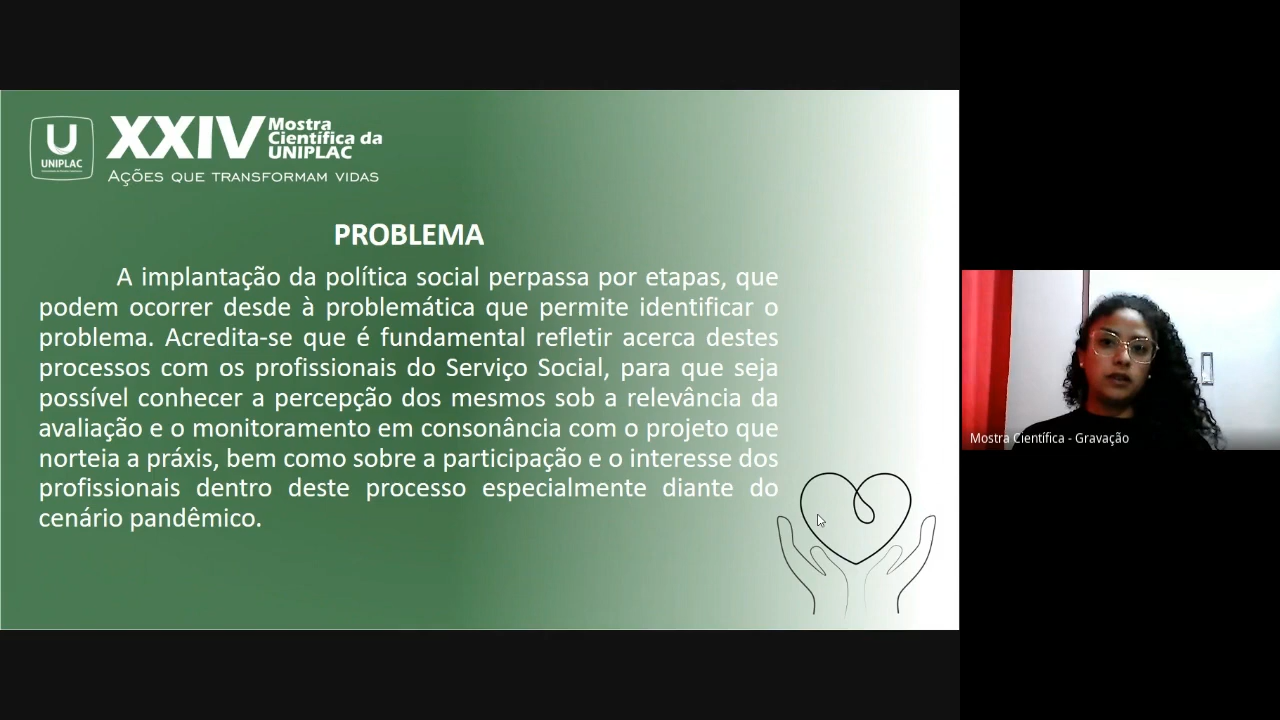 U
UNIPLAC
XXIV Mostra
Científica da
UNIPLAC
AÇÕES QUE TRANSFORMAM VIDAS
PROBLEMA
A implantação da política social perpassa por etapas, que
podem ocorrer desde à problemática que permite identificar o
problema. Acredita-se que é fundamental refletir acerca destes
processos com os profissionais do Serviço Social, para que seja
possível conhecer a percepção dos mesmos sob a relevância da
avaliação e o monitoramento em consonância com o projeto que
norteia a práxis, bem como sobre a participação e o interesse dos
profissionais dentro deste processo especialmente diante do
cenário pandêmico.
Mostra Científica - Gravação